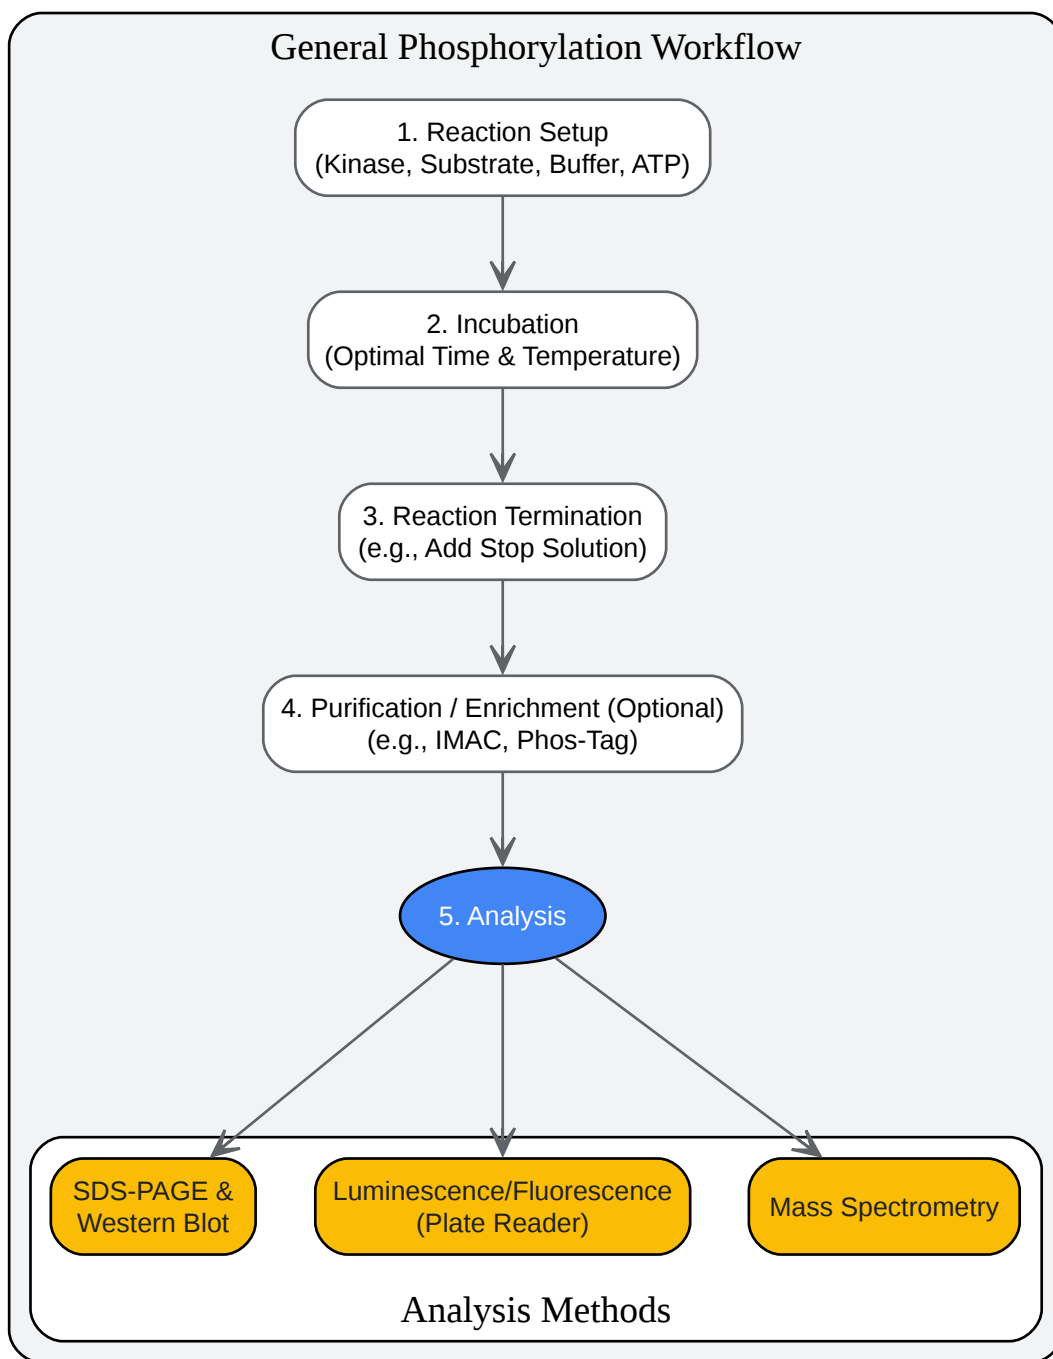 General Phosphorylation Workflow
1. Reaction Setup
(Kinase, Substrate, Buffer, ATP)
2. Incubation
(Optimal Time & Temperature)
3. Reaction Termination
(e.g., Add Stop Solution)
4. Purification / Enrichment (Optional)
(e.g., IMAC, Phos-Tag)
5. Analysis
SDS-PAGE &
Western Blot
Luminescence/Fluorescence
(Plate Reader)
Mass Spectrometry
Analysis Methods